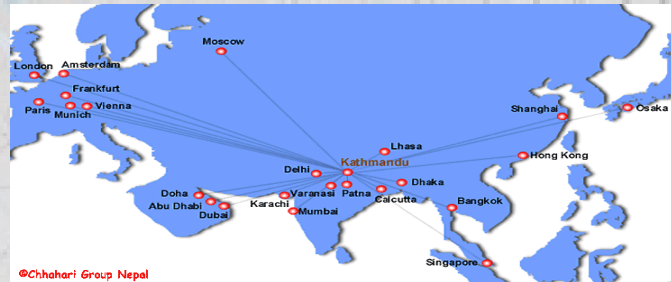 Moscow
London
Amsterdam
Frankfurt
Paris
Munich
Vienna
Shanghai
Osaka
Lhasa
Kathmandu
Hong Kong
Delhi
Doha
Varanasi
Patna
Dhaka
Abu Dhabi
Karachi
Calcutta
Bangkok
Dubai
Mumbai
Singapore
©Chhahari Group Nepal